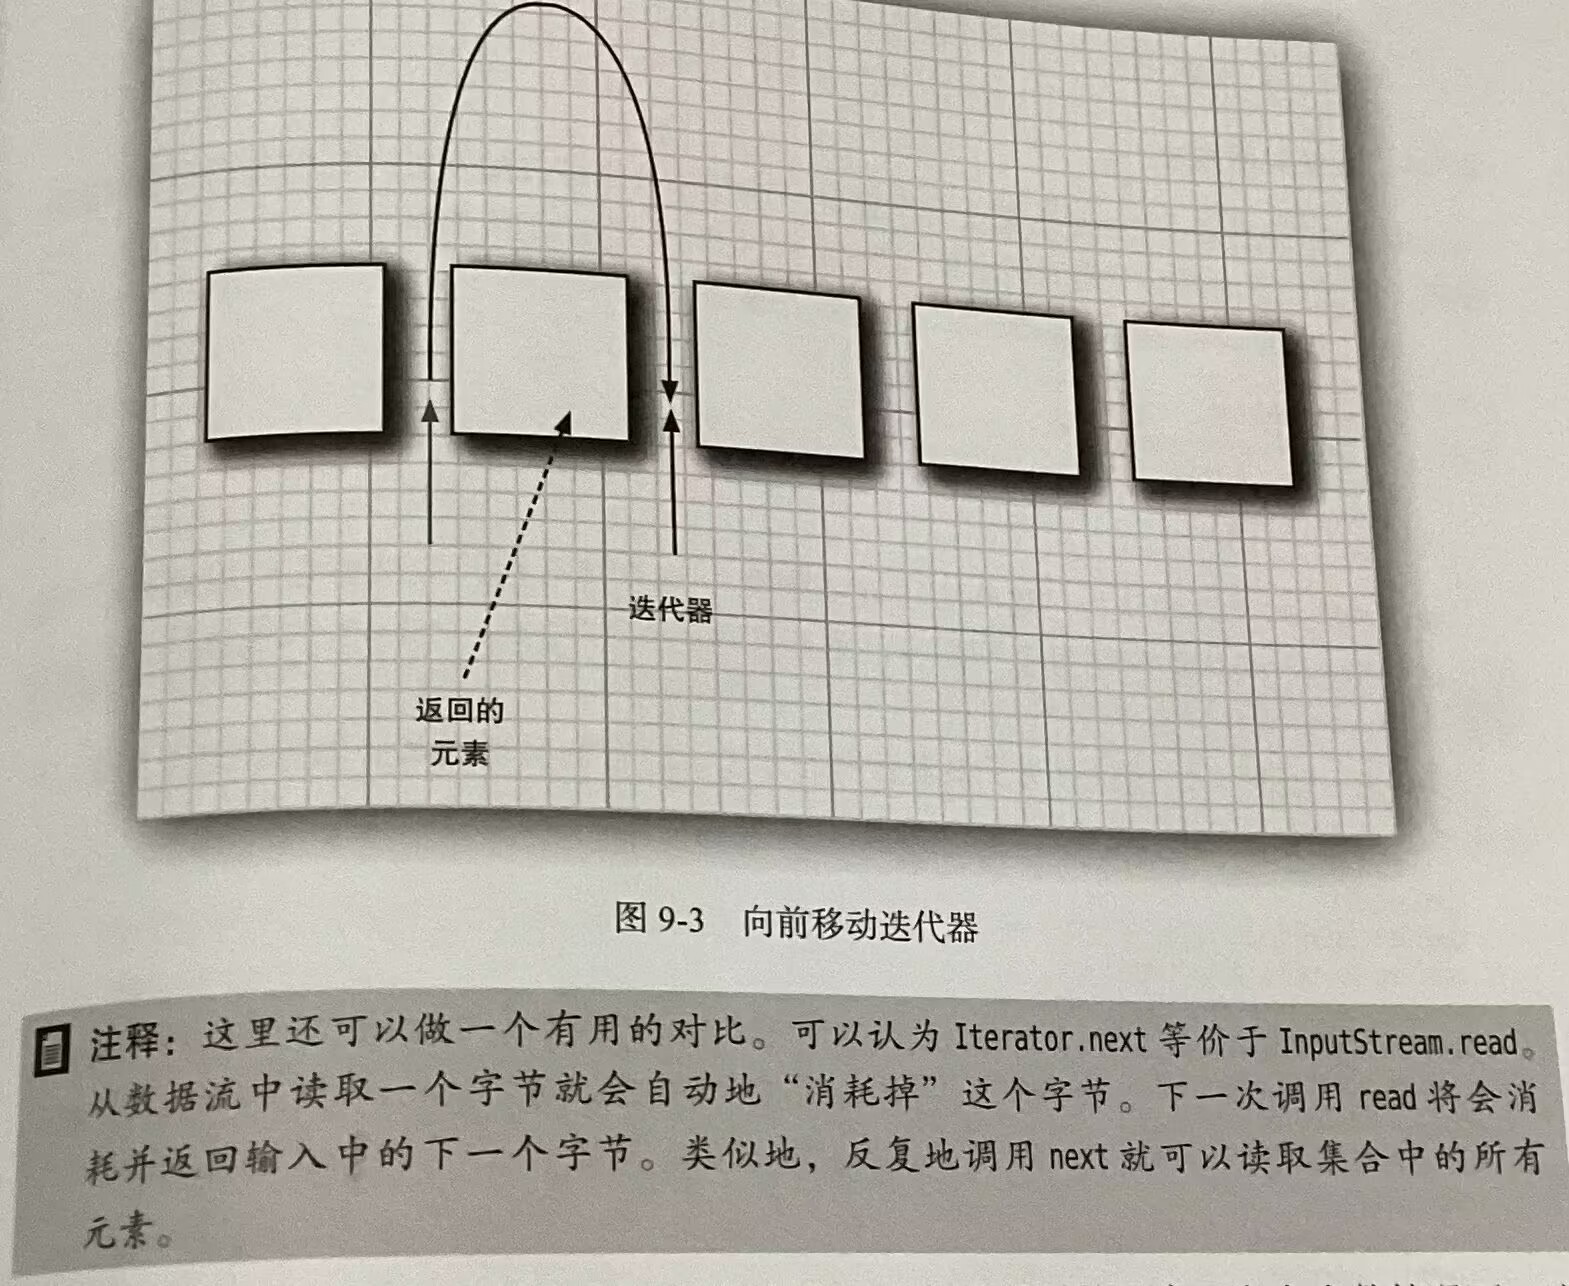 迭代器
返回的
元素
图 9-3 向前移动迭代器
注释：这里还可以做一个有用的对比。可以认为 Iterator.next 等价于 InputStream.read。
从数据流中读取一个字节就会自动地“消耗掉”这个字节。下一次调用 read 将会消
耗并返回输入中的下一个字节。类似地，反复地调用 next 就可以读取集合中的所有
元素。